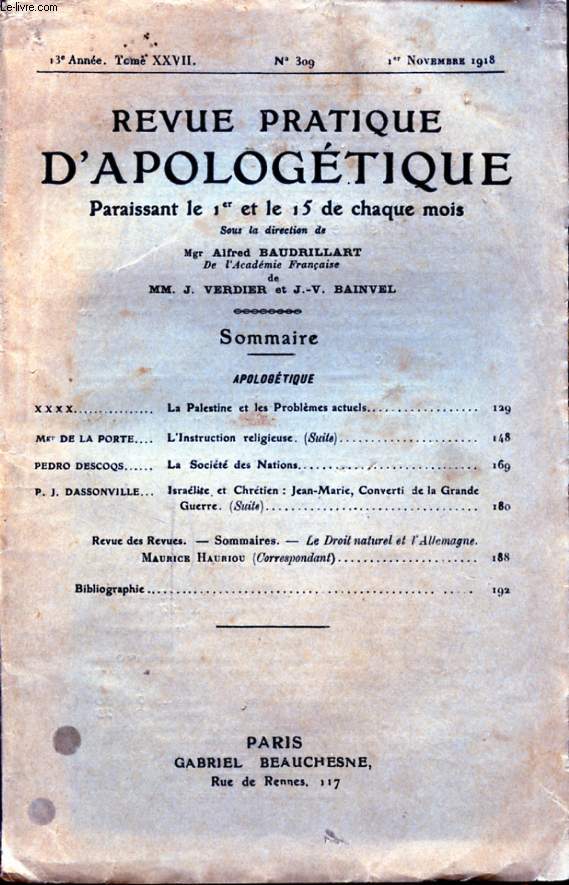 Le-livre.com
13e Année. Tome XXVII. No 309 1er NOVEMBRE 1918
REVUE PRATIQUE
D'APOLOGÉTIQUE
Paraissant le 1er et le 15 de chaque mois
Sous la direction de
Mgr Alfred BAUDRILLART
De l'Académie Française
de
MM. J. VERDIER et J.-V. BAINVEL
Sommaire
APOLOGÉTIQUE
XXXX............... La Palestine et les Problèmes actuels.................. 129
Mgr DE LA PORTE.... L'Instruction religieuse. (Suite)...................... 148
PEDRO DESCOQS...... La Société des Nations............................. 169
P. J. DASSONVILLE... Israélite et Chrétien : Jean-Marie, Converti de la Grande
Guerre. (Suite)................................... 180
Revue des Revues. — Sommaires. — Le Droit naturel et l'Allemagne.
MAURICE HAURIOU (Correspondant)...................... 188
Bibliographie.................................................. 192
PARIS
GABRIEL BEAUCHESNE,
Rue de Rennes, 117